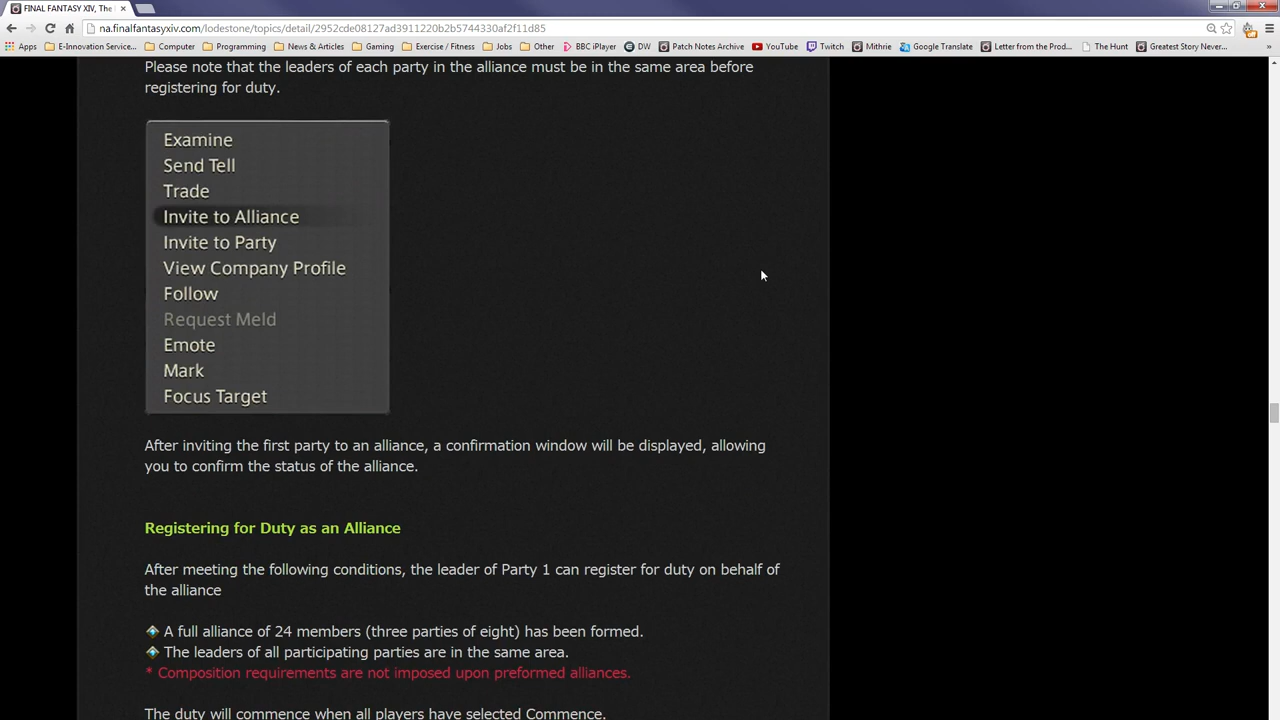 FINAL FANTASY XIV, The
na.finalfantasyxiv.com/lodestone/topics/detail/2952cde08127ad3911220b2b5744330af2f11d85
Apps E-Innovation Service... Computer Programming News & Articles Gaming Exercise / Fitness Jobs Other BBC iPlayer DW Patch Notes Archive YouTube Twitch Mithrie Google Translate Letter from the Prod... The Hunt Greatest Story Never...
Please note that the leaders of each party in the alliance must be in the same area before
registering for duty.
Examine
Send Tell
Trade
Invite to Alliance
Invite to Party
View Company Profile
Follow
Request Meld
Emote
Mark
Focus Target
After inviting the first party to an alliance, a confirmation window will be displayed, allowing
you to confirm the status of the alliance.
Registering for Duty as an Alliance
After meeting the following conditions, the leader of Party 1 can register for duty on behalf of
the alliance
A full alliance of 24 members (three parties of eight) has been formed.
The leaders of all participating parties are in the same area.
* Composition requirements are not imposed upon preformed alliances.
The duty will commence when all players have selected Commence.